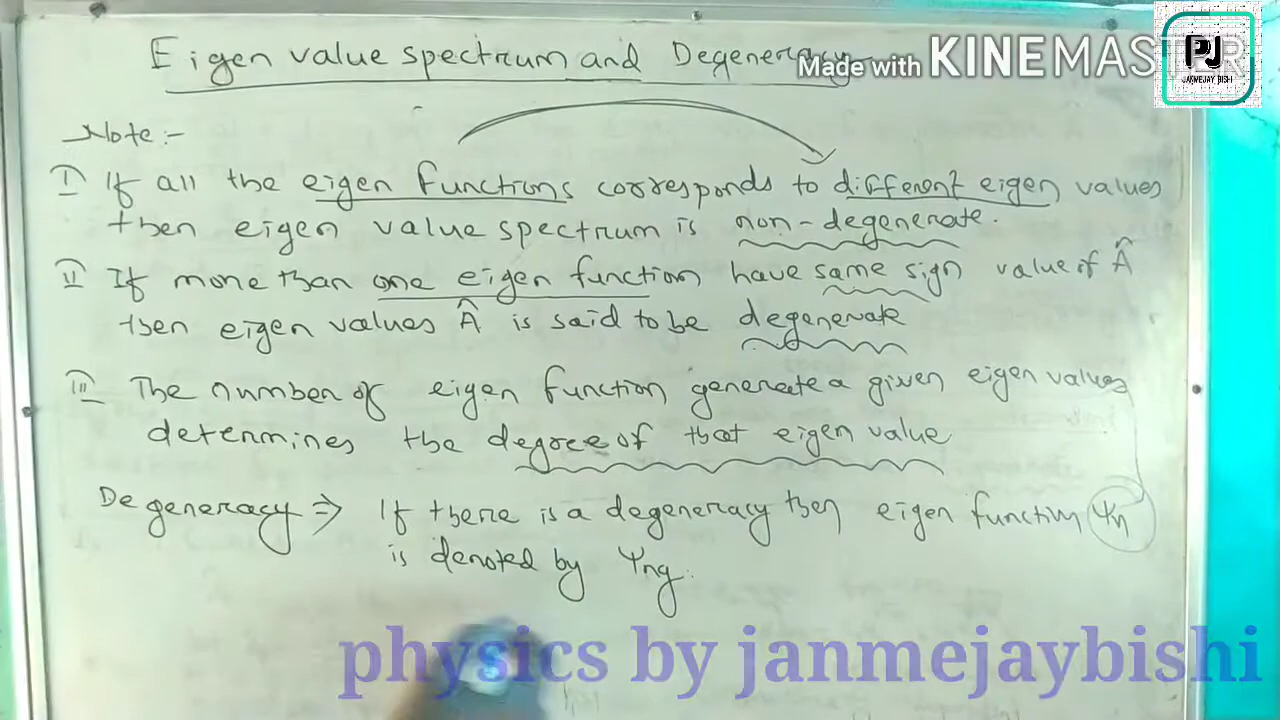 Eigen value spectrum and Degeneracy
Made with KINEMASTER
PJ
JANMEJAY BISHI
Note:-
I If all the eigen functions corresponds to different eigen values
then eigen value spectrum is non-degenerate.
II If more than one eigen function have same sign value of Â
then eigen values Â is said to be degenerate
III The number of eigen function generate a given eigen values
determines the degree of that eigen value
Degeneracy ⇒ If there is a degeneracy then eigen function Ψn
is denoted by Ψng.
physics by janmejaybishi